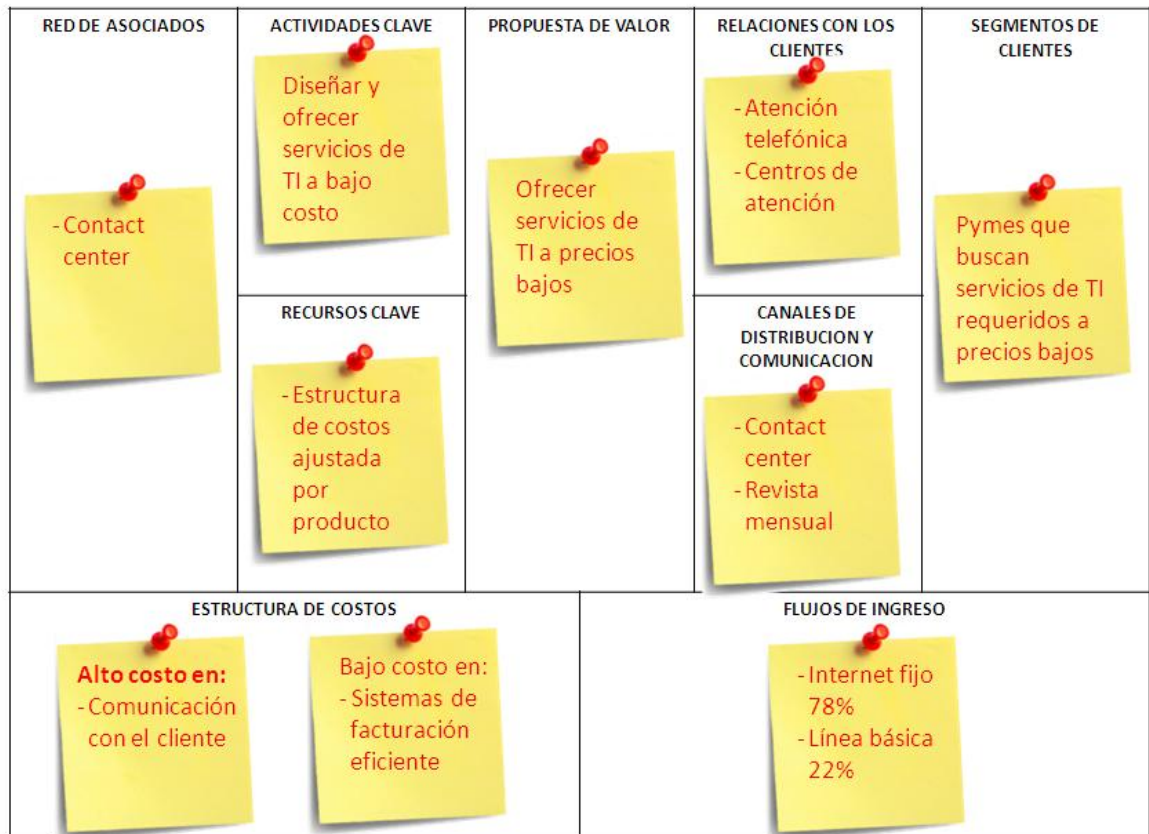 RED DE ASOCIADOS
- Contact
center
ACTIVIDADES CLAVE
Diseñar y
ofrecer
servicios de
TI a bajo
costo
RECURSOS CLAVE
- Estructura
de costos
ajustada
por
producto
PROPUESTA DE VALOR
Ofrecer
servicios de
TI a precios
bajos
RELACIONES CON LOS
CLIENTES
- Atención
telefónica
- Centros de
atención
CANALES DE
DISTRIBUCION Y
COMUNICACION
- Contact
center
- Revista
mensual
SEGMENTOS DE
CLIENTES
Pymes que
buscan
servicios de TI
requeridos a
precios bajos
ESTRUCTURA DE COSTOS
Alto costo en:
- Comunicación
con el cliente
Bajo costo en:
- Sistemas de
facturación
eficiente
FLUJOS DE INGRESO
- Internet fijo
78%
- Línea básica
22%